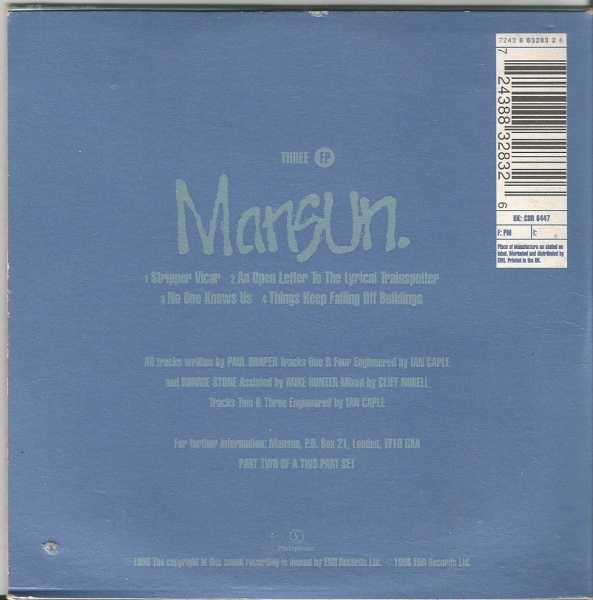 7243 8 83283 2 6
7 24388 32832 6
UK: CDR 6447
F: PM I:
Place of manufacture as stated on
label. Marketed and distributed by
EMI. Printed in the UK.
THREE EP
Mansun.
1 Stripper Vicar 2 An Open Letter To The Lyrical Trainspotter
3 No One Knows Us 4 Things Keep Falling Off Buildings
All tracks written by PAUL DRAPER Tracks One & Four Engineered by IAN CAPLE
and RONNIE STONE Assisted by MIKE HUNTER Mixed by CLIFF NORELL
Tracks Two & Three Engineered by IAN CAPLE
For further information: Mansun, P.O. Box 21, London, W10 6XA
PART TWO OF A TWO PART SET
Parlophone
℗ 1996 The copyright in this sound recording is owned by EMI Records Ltd. © 1996 EMI Records Ltd.